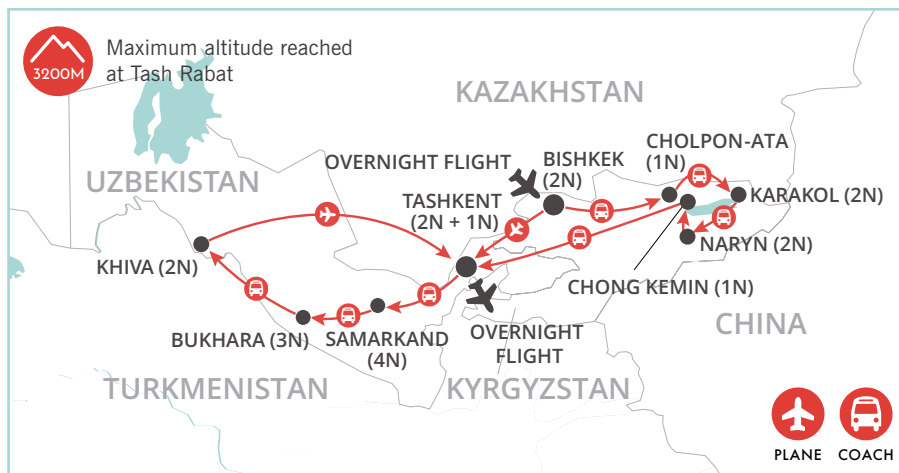 3200M
Maximum altitude reached
at Tash Rabat
KAZAKHSTAN
UZBEKISTAN
OVERNIGHT FLIGHT
BISHKEK
(2N)
CHOLPON-ATA
(1N)
TASHKENT
(2N + 1N)
KARAKOL (2N)
NARYN (2N)
KHIVA (2N)
CHONG KEMIN (1N)
BUKHARA (3N)
SAMARKAND
(4N)
OVERNIGHT
FLIGHT
CHINA
TURKMENISTAN
KYRGYZSTAN
PLANE
COACH